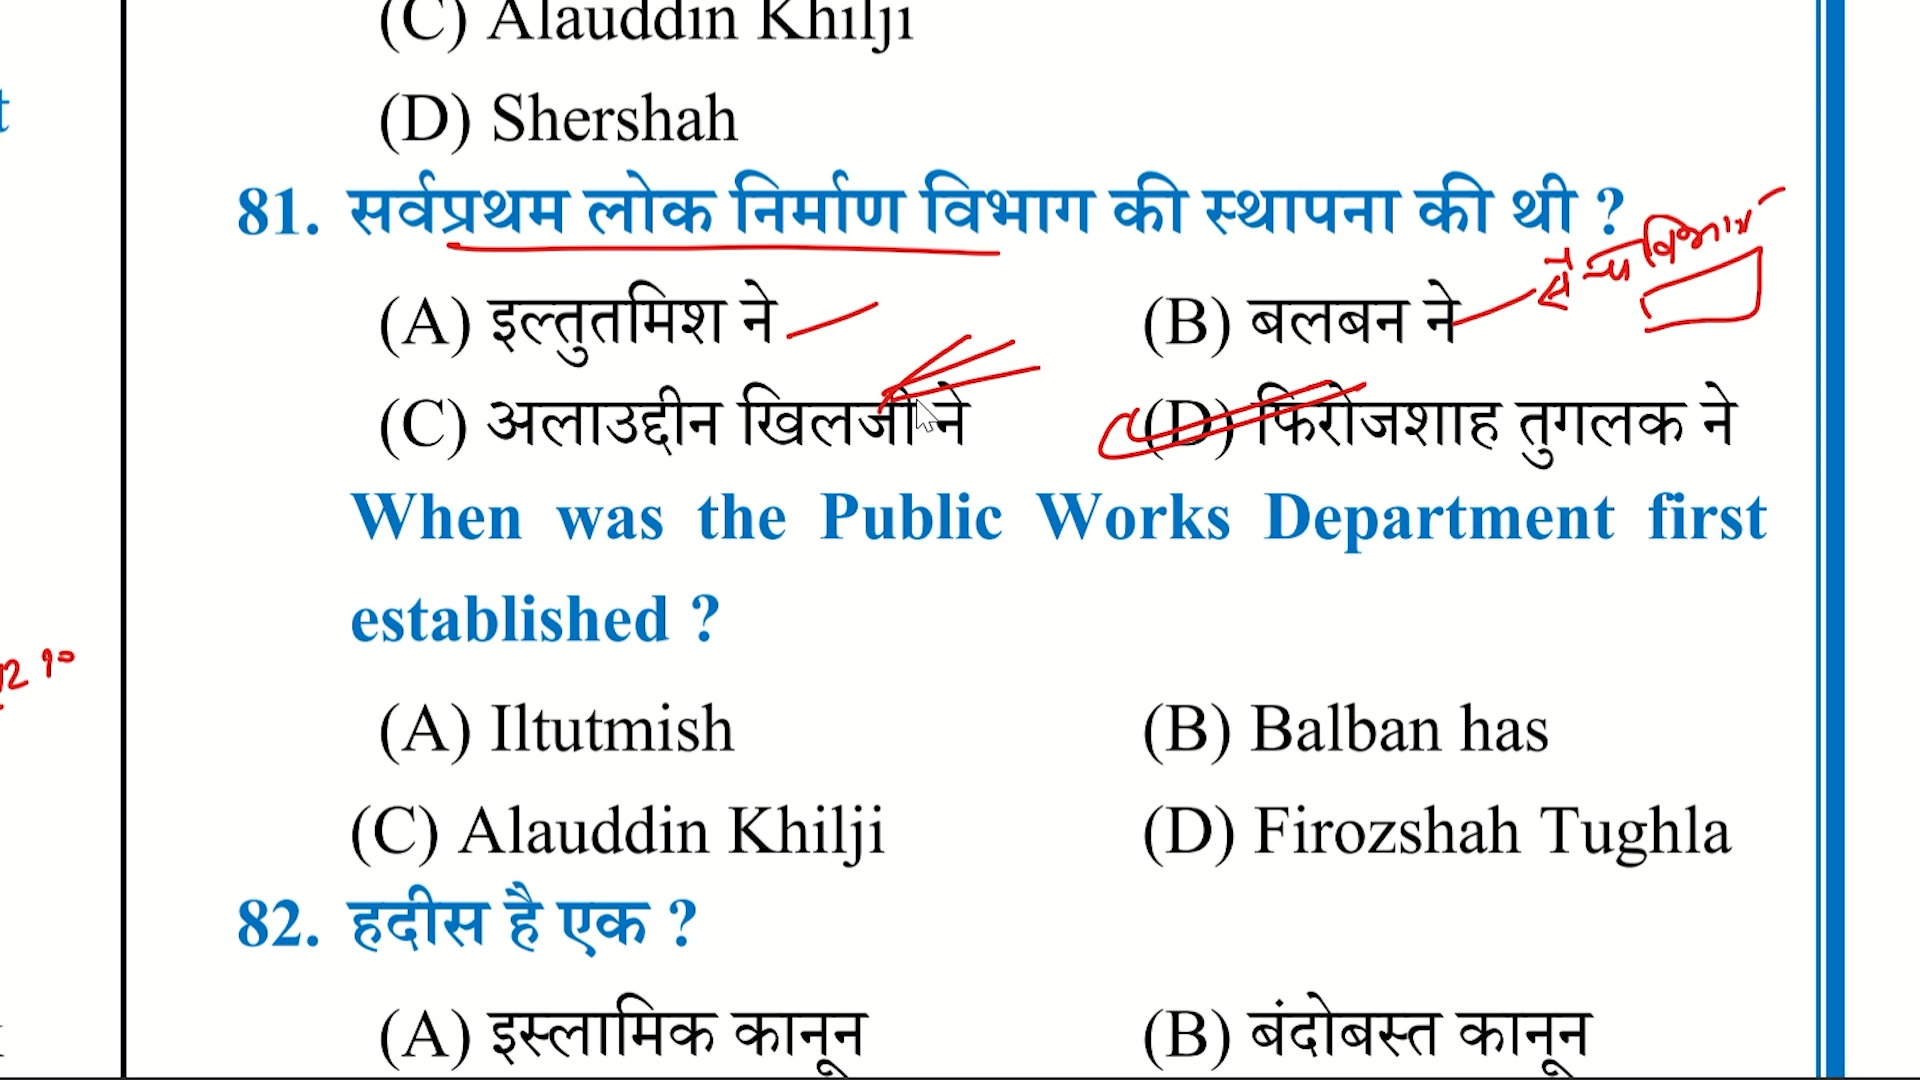 (C) Alauddin Khilji
(D) Shershah
81. सर्वप्रथम लोक निर्माण विभाग की स्थापना की थी ?
सैन्य विभाग
(A) इल्तुतमिश ने (B) बलबन ने
(C) अलाउद्दीन खिलजी ने (D) फिरोजशाह तुगलक ने
When was the Public Works Department first
established ?
(A) Iltutmish (B) Balban has
(C) Alauddin Khilji (D) Firozshah Tughla
82. हदीस है एक ?
(A) इस्लामिक कानून (B) बंदोबस्त कानून